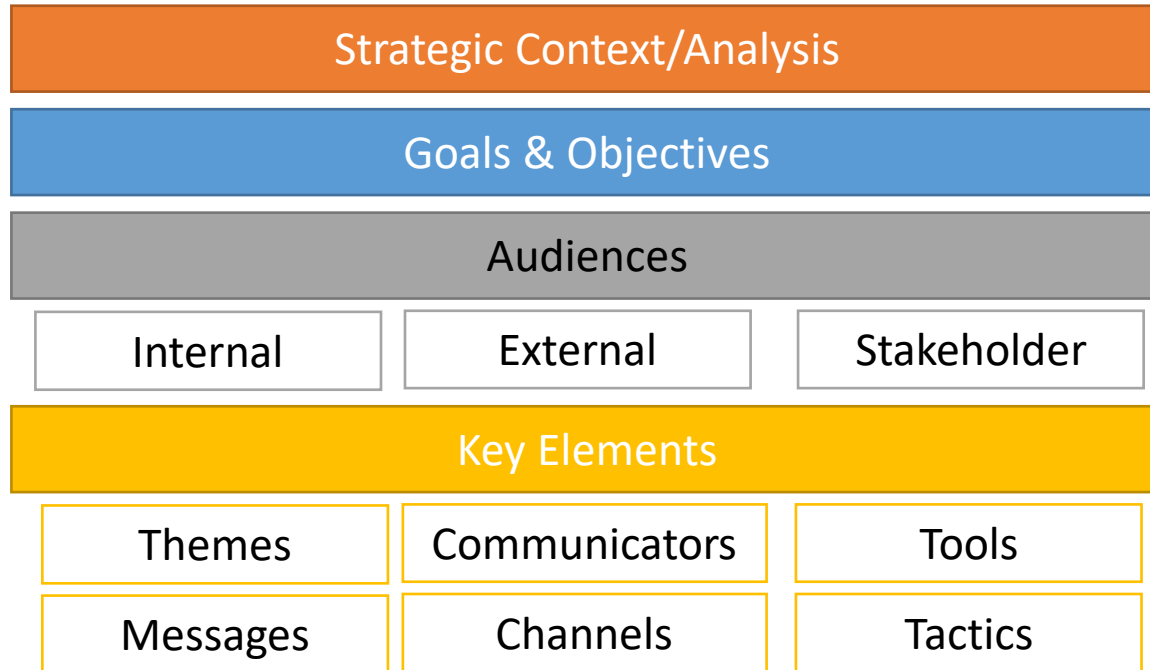 Strategic Context/Analysis
Goals & Objectives
Audiences
Internal
External
Stakeholder
Key Elements
Themes
Communicators
Tools
Messages
Channels
Tactics